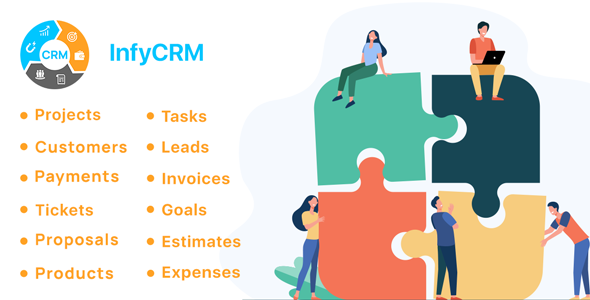 CRM
InfyCRM
Projects
Customers
Payments
Tickets
Proposals
Products
Tasks
Leads
Invoices
Goals
Estimates
Expenses